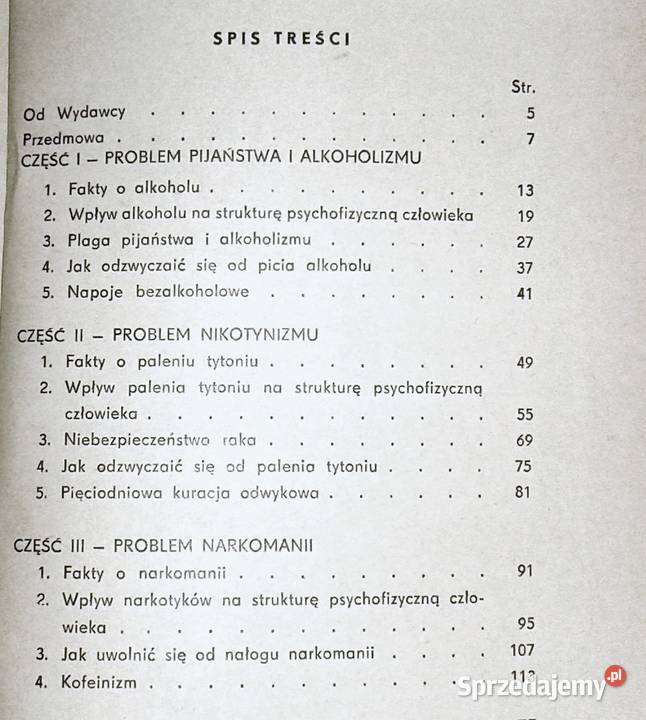 SPIS TREŚCI
Str.
Od Wydawcy . . . . . . . . . . . . . 5
Przedmowa . . . . . . . . . . . . . . 7
CZĘŚĆ I – PROBLEM PIJAŃSTWA I ALKOHOLIZMU
1. Fakty o alkoholu . . . . . . . . . . 13
2. Wpływ alkoholu na strukturę psychofizyczną człowieka 19
3. Plaga pijaństwa i alkoholizmu . . . . . . 27
4. Jak odzwyczaić się od picia alkoholu . . . . 37
5. Napoje bezalkoholowe . . . . . . . . 41
CZĘŚĆ II – PROBLEM NIKOTYNIZMU
1. Fakty o paleniu tytoniu . . . . . . . . 49
2. Wpływ palenia tytoniu na strukturę psychofizyczną
człowieka . . . . . . . . . . . . 55
3. Niebezpieczeństwo raka . . . . . . . . 69
4. Jak odzwyczaić się od palenia tytoniu . . . . 75
5. Pięciodniowa kuracja odwykowa . . . . . . 81
CZĘŚĆ III – PROBLEM NARKOMANII
1. Fakty o narkomanii . . . . . . . . . 91
2. Wpływ narkotyków na strukturę psychofizyczną czło-
wieka . . . . . . . . . . . . . 95
3. Jak uwolnić się od nałogu narkomanii . . . . 107
4. Kofeinizm . . . . . . . . . . . . 113
Sprzedajemy.pl